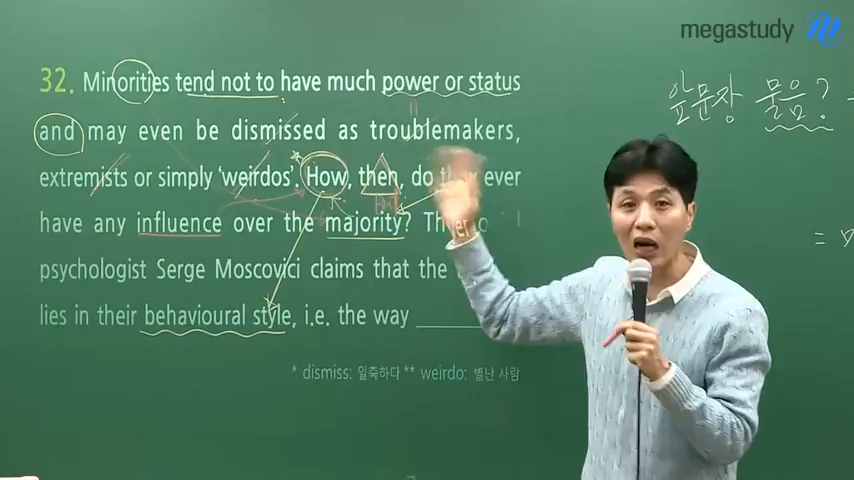 megastudy
앞문장 물음?
32. Minorities tend not to have much power or status
and may even be dismissed as troublemakers,
extremists or simply 'weirdos'. How, then, do they ever
have any influence over the majority? The
psychologist Serge Moscovici claims that the
lies in their behavioural style, i.e. the way
* dismiss: 일축하다 ** weirdo: 별난 사람
=